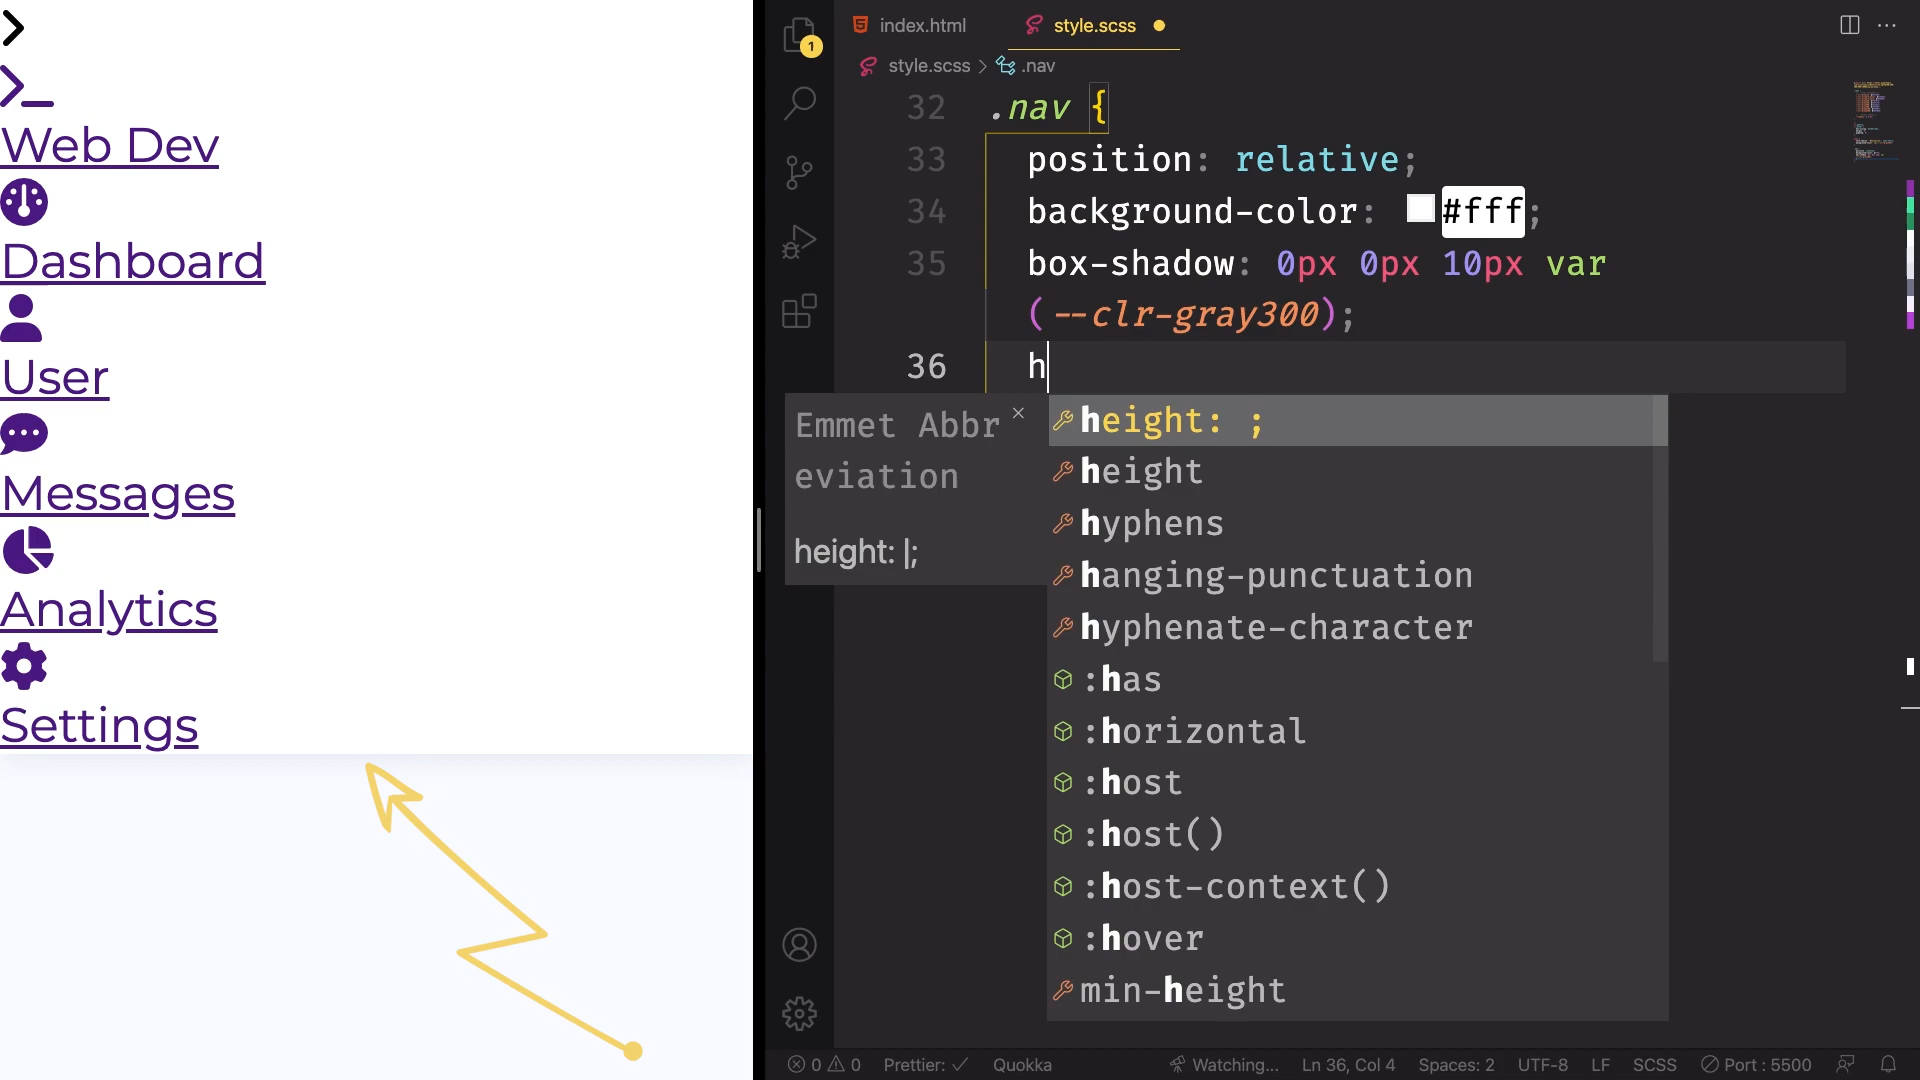 Web Dev
Dashboard
User
Messages
Analytics
Settings
1
index.html
style.scss
style.scss > .nav
32 .nav {
33 position: relative;
34 background-color: #fff;
35 box-shadow: 0px 0px 10px var
(--clr-gray300);
36 h
Emmet Abbr
eviation
height: |;
height: ;
height
hyphens
hanging-punctuation
hyphenate-character
:has
:horizontal
:host
:host()
:host-context()
:hover
min-height
0 0 Prettier: ✓ Quokka Watching... Ln 36, Col 4 Spaces: 2 UTF-8 LF SCSS Port : 5500